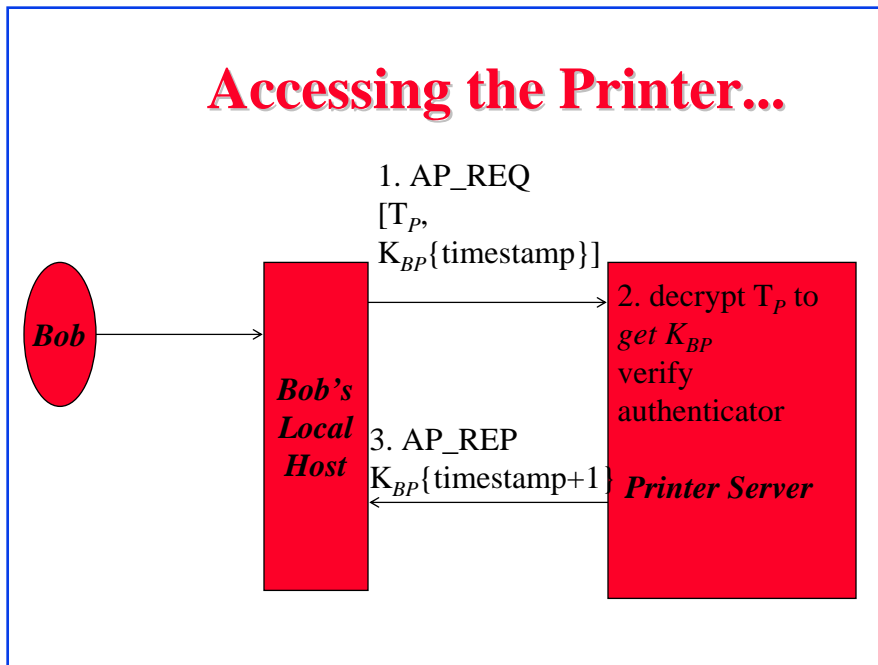 Accessing the Printer...
1. AP_REQ
[T_P,
K_BP{timestamp}]
Bob
Bob’s
Local
Host
2. decrypt T_P to
get K_BP
verify
authenticator
3. AP_REP
K_BP{timestamp+1}
Printer Server